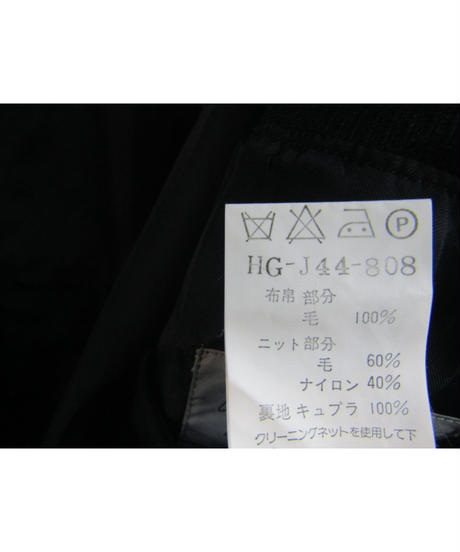 P
HG-J44-808
布帛 部分
毛 100%
ニット部分
毛 60%
ナイロン 40%
裏地 キュプラ 100%
クリーニングネットを使用して下